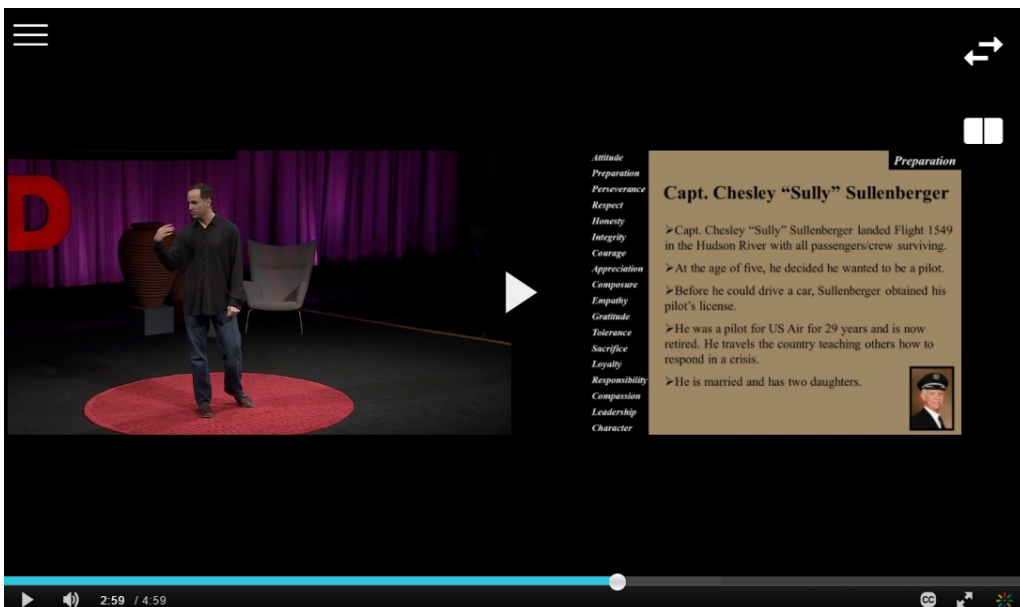 D
Attitude
Preparation
Perseverance
Respect
Honesty
Integrity
Courage
Appreciation
Composure
Empathy
Gratitude
Tolerance
Sacrifice
Loyalty
Responsibility
Compassion
Leadership
Character
Preparation
Capt. Chesley “Sully” Sullenberger
➢Capt. Chesley “Sully” Sullenberger landed Flight 1549
in the Hudson River with all passengers/crew surviving.
➢At the age of five, he decided he wanted to be a pilot.
➢Before he could drive a car, Sullenberger obtained his
pilot’s license.
➢He was a pilot for US Air for 29 years and is now
retired. He travels the country teaching others how to
respond in a crisis.
➢He is married and has two daughters.
2:59 / 4:59
CC